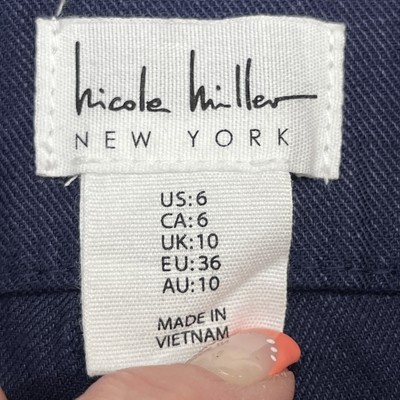 nicole miller
NEW YORK
US:6
CA:6
UK:10
EU:36
AU:10
MADE IN
VIETNAM